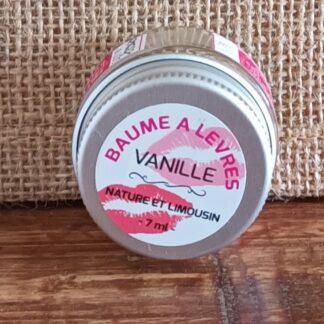 BAUME A LEVRES
VANILLE
NATURE ET LIMOUSIN
7 ml